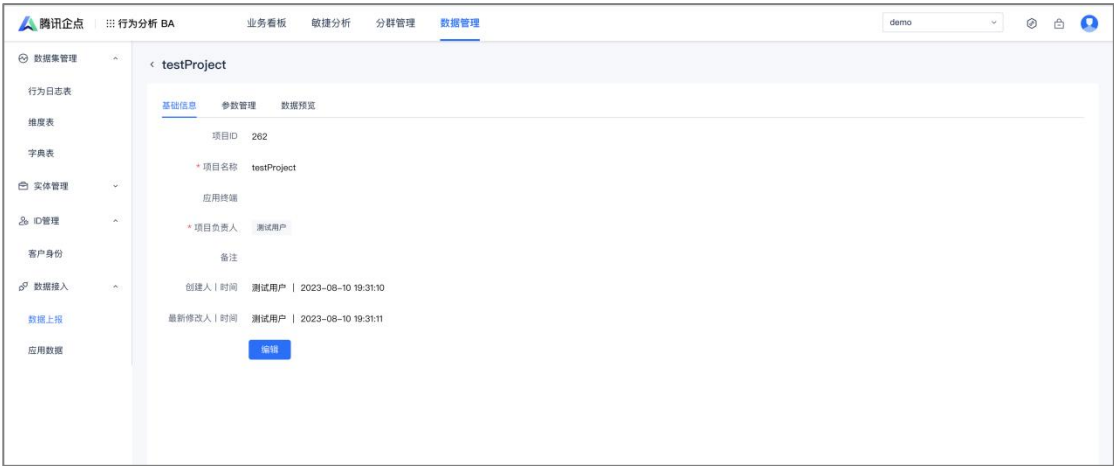 腾讯企点 行为分析 BA 业务看板 敏捷分析 分群管理 数据管理 demo
数据集管理
行为日志表
维度表
字典表
实体管理
ID管理
客户身份
数据接入
数据上报
应用数据
‹ testProject
基础信息 参数管理 数据预览
项目ID 262
* 项目名称 testProject
应用终端
* 项目负责人 测试用户
备注
创建人丨时间 测试用户 丨 2023-08-10 19:31:10
最新修改人丨时间 测试用户 丨 2023-08-10 19:31:11
编辑